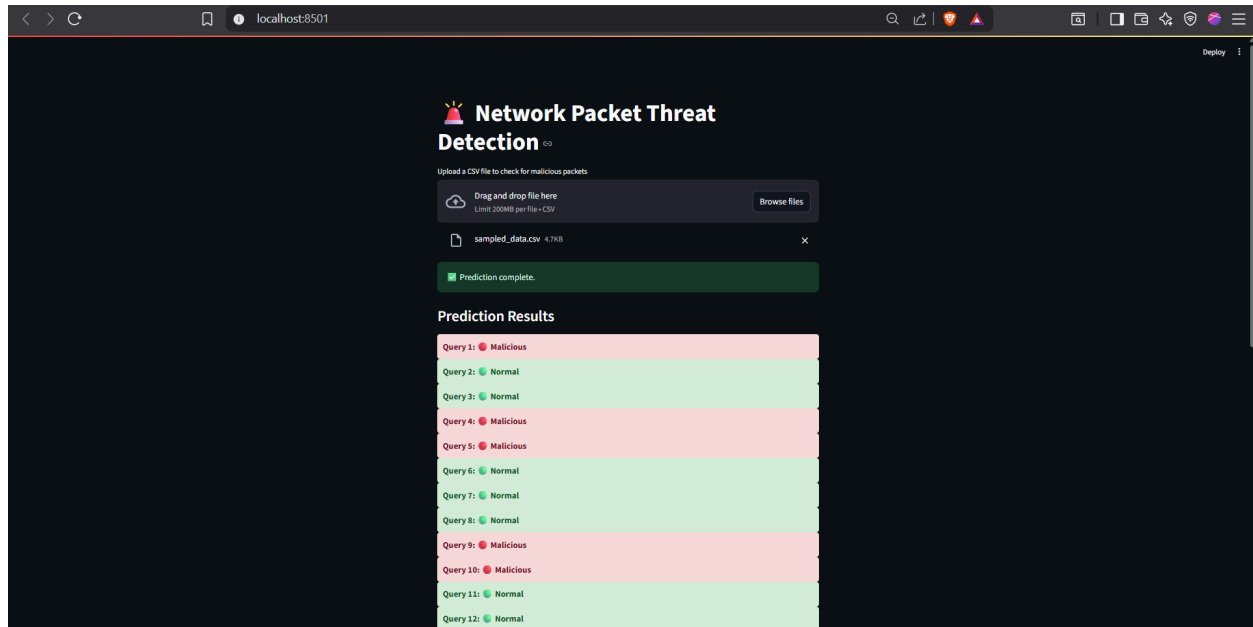 localhost:8501
Deploy
Network Packet Threat
Detection
Upload a CSV file to check for malicious packets
Drag and drop file here
Limit 200MB per file • CSV
Browse files
sampled_data.csv 4.7KB
Prediction complete.
Prediction Results
Query 1: Malicious
Query 2: Normal
Query 3: Normal
Query 4: Malicious
Query 5: Malicious
Query 6: Normal
Query 7: Normal
Query 8: Normal
Query 9: Malicious
Query 10: Malicious
Query 11: Normal
Query 12: Normal